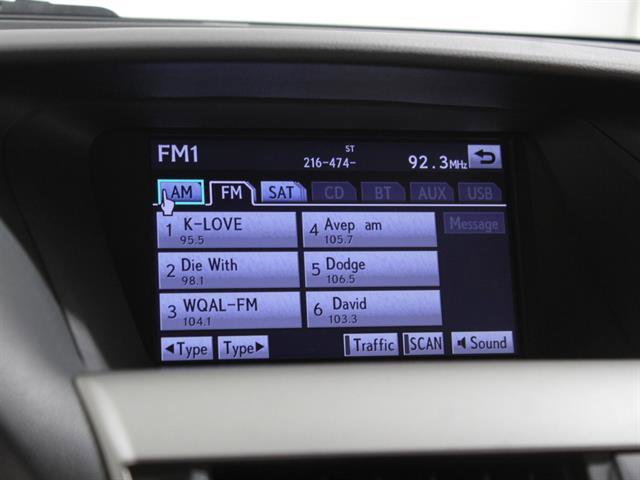 FM1 ST 216-474- 92.3MHz
AM FM SAT CD BT AUX USB
1 K-LOVE 95.5 4 Avep am 105.7 Message
2 Die With 98.1 5 Dodge 106.5
3 WQAL-FM 104.1 6 David 103.3
◀Type Type▶ Traffic SCAN Sound